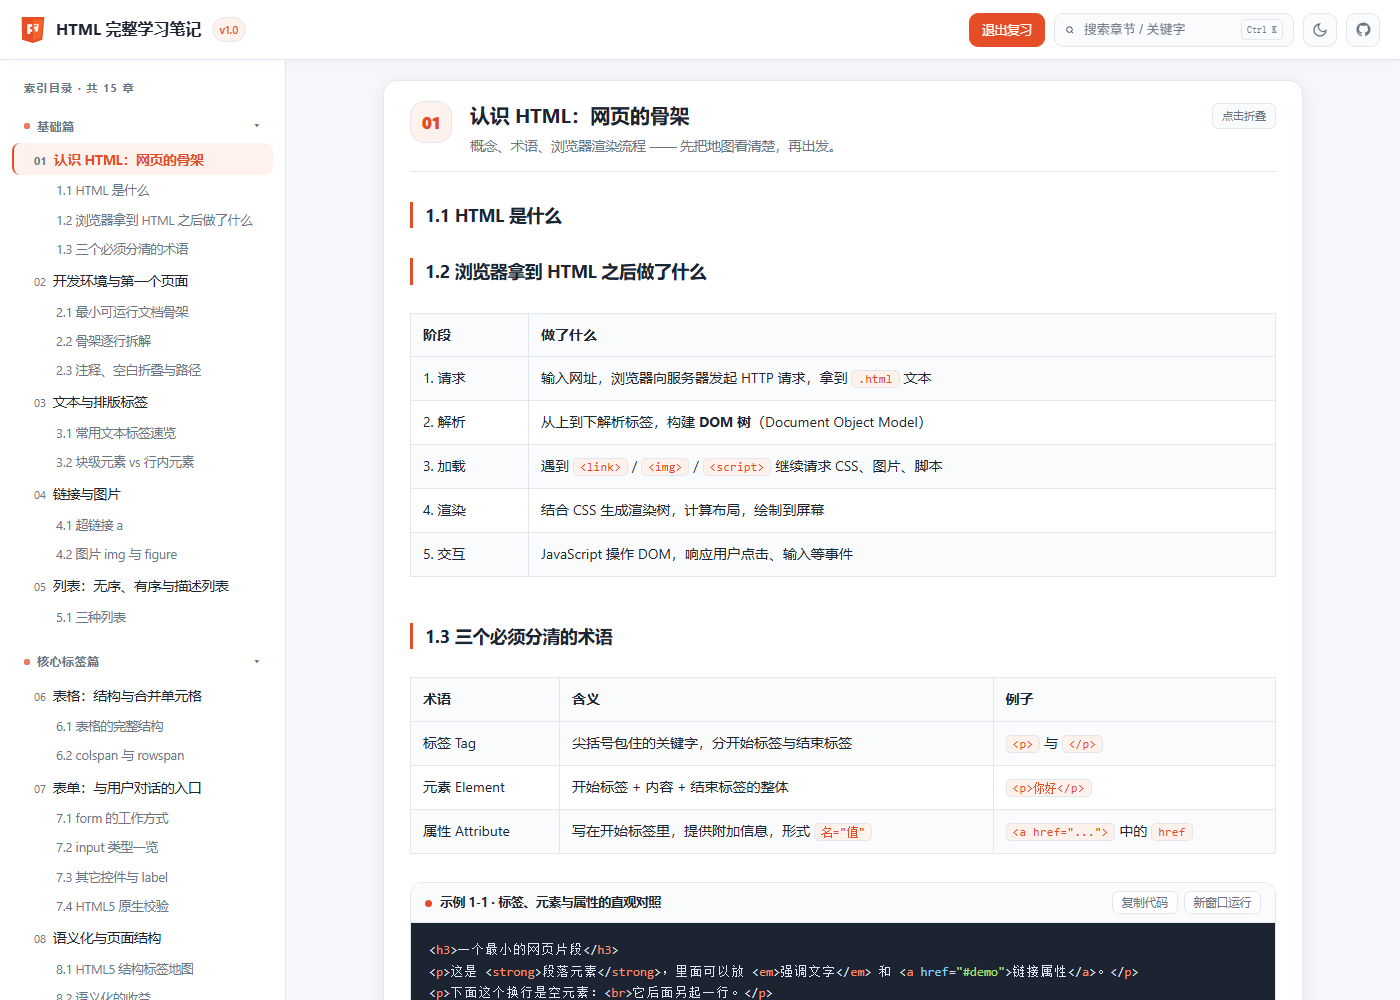 HTML 完整学习笔记 v1.0
退出复习
搜索章节 / 关键字 Ctrl K
索引目录 · 共 15 章
基础篇
01 认识 HTML：网页的骨架
1.1 HTML 是什么
1.2 浏览器拿到 HTML 之后做了什么
1.3 三个必须分清的术语
02 开发环境与第一个页面
2.1 最小可运行文档骨架
2.2 骨架逐行拆解
2.3 注释、空白折叠与路径
03 文本与排版标签
3.1 常用文本标签速览
3.2 块级元素 vs 行内元素
04 链接与图片
4.1 超链接 a
4.2 图片 img 与 figure
05 列表：无序、有序与描述列表
5.1 三种列表
核心标签篇
06 表格：结构与合并单元格
6.1 表格的完整结构
6.2 colspan 与 rowspan
07 表单：与用户对话的入口
7.1 form 的工作方式
7.2 input 类型一览
7.3 其它控件与 label
7.4 HTML5 原生校验
08 语义化与页面结构
8.1 HTML5 结构标签地图
8.2 语义化的收益
01 认识 HTML：网页的骨架
点击折叠
概念、术语、浏览器渲染流程 —— 先把地图看清楚，再出发。
1.1 HTML 是什么
1.2 浏览器拿到 HTML 之后做了什么
阶段 做了什么
1. 请求 输入网址，浏览器向服务器发起 HTTP 请求，拿到 .html 文本
2. 解析 从上到下解析标签，构建 DOM 树（Document Object Model）
3. 加载 遇到 <link> / <img> / <script> 继续请求 CSS、图片、脚本
4. 渲染 结合 CSS 生成渲染树，计算布局，绘制到屏幕
5. 交互 JavaScript 操作 DOM，响应用户点击、输入等事件
1.3 三个必须分清的术语
术语 含义 例子
标签 Tag 尖括号包住的关键字，分开始标签与结束标签 <p> 与 </p>
元素 Element 开始标签 + 内容 + 结束标签的整体 <p>你好</p>
属性 Attribute 写在开始标签里，提供附加信息，形式 名="值" <a href="..."> 中的 href
示例 1-1 · 标签、元素与属性的直观对照
复制代码
新窗口运行
<h3>一个最小的网页片段</h3>
<p>这是 <strong>段落元素</strong>，里面可以放 <em>强调文字</em> 和 <a href="#demo">链接属性</a>。</p>
<p>下面这个换行是空元素：<br>它后面另起一行。</p>